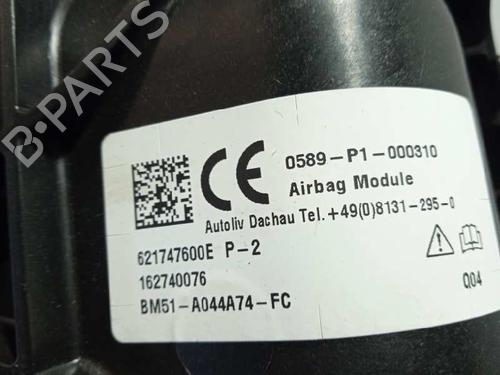 CE 0589-P1-000310
Airbag Module
Autoliv Dachau Tel. +49(0)8131-295-0
621747600E P-2
162740076
BM51-A044A74-FC
Q04
B-PARTS